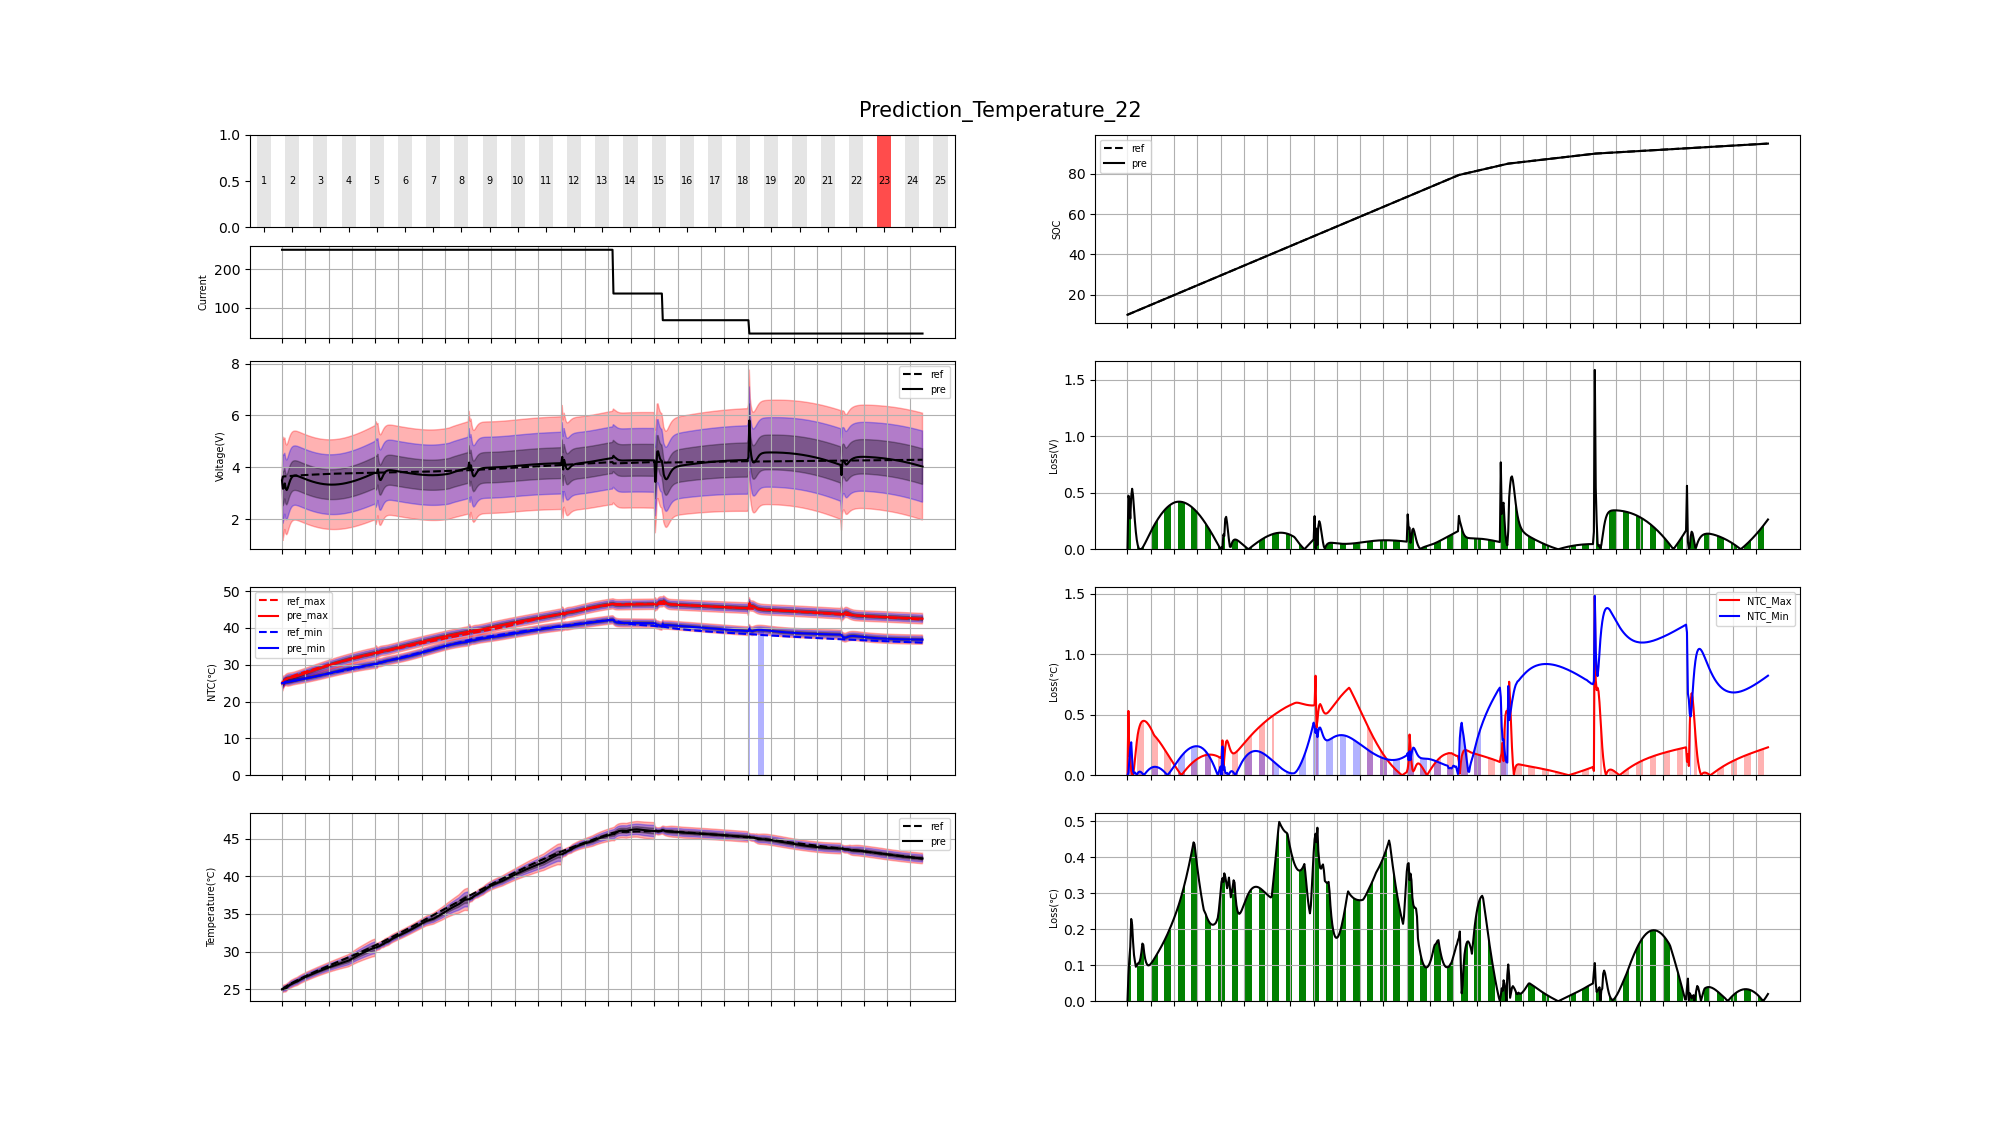 Prediction_Temperature_22
1.0
0.5
0.0
1 2 3 4 5 6 7 8 9 10 11 12 13 14 15 16 17 18 19 20 21 22 23 24 25
Current
200
100
Voltage(V)
8
6
4
2
ref
pre
NTC(℃)
50
40
30
20
10
0
ref_max
pre_max
ref_min
pre_min
Temperature(℃)
45
40
35
30
25
ref
pre
SOC
80
60
40
20
ref
pre
Loss(V)
1.5
1.0
0.5
0.0
Loss(℃)
1.5
1.0
0.5
0.0
NTC_Max
NTC_Min
Loss(℃)
0.5
0.4
0.3
0.2
0.1
0.0